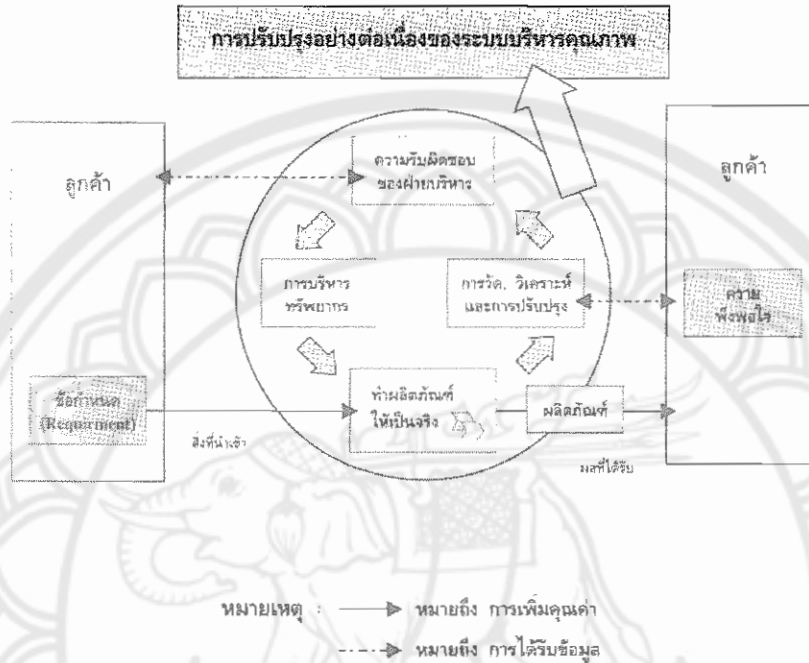 การปรับปรุงอย่างต่อเนื่องของระบบบริหารคุณภาพ
ลูกค้า
ความรับผิดชอบ
ของฝ่ายบริหาร
ลูกค้า
การบริหาร
ทรัพยากร
การวัด, วิเคราะห์
และการปรับปรุง
ความ
พึงพอใจ
ข้อกำหนด
(Requirment)
สิ่งที่นำเข้า
ทำผลิตภัณฑ์
ให้เป็นจริง
ผลิตภัณฑ์
ผลที่ได้รับ
หมายเหตุ : หมายถึง การเพิ่มคุณค่า
หมายถึง การได้รับข้อมูล